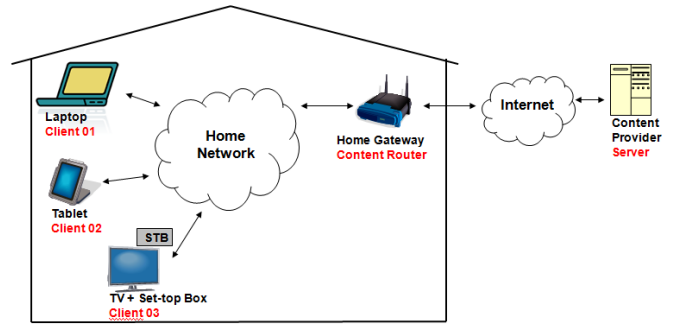 Laptop
Client 01
Home
Network
Home Gateway
Content Router
Internet
Content
Provider
Server
Tablet
Client 02
STB
TV + Set-top Box
Client 03